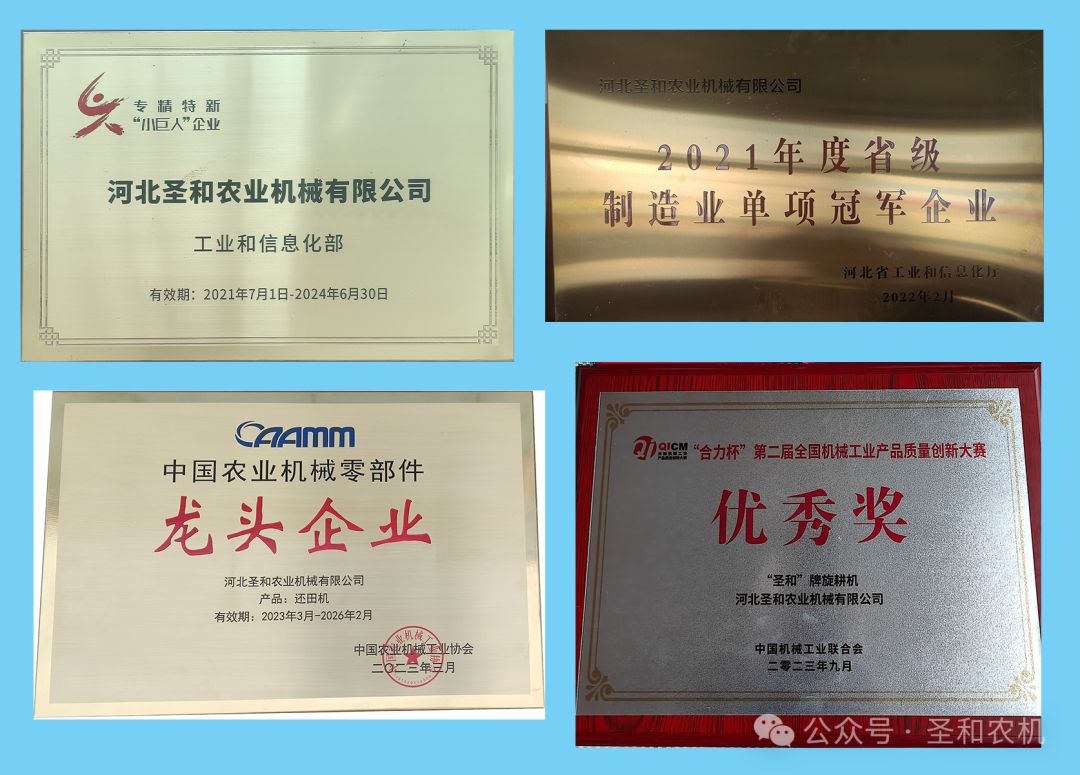 专精特新
“小巨人”企业
河北圣和农业机械有限公司
工业和信息化部
有效期：2021年7月1日-2024年6月30日
河北圣和农业机械有限公司
2021年度省级
制造业单项冠军企业
河北省工业和信息化厅
2022年2月
CAAMM
中国农业机械零部件
龙头企业
河北圣和农业机械有限公司
产品：还田机
有效期：2023年3月-2026年2月
中国农业机械工业协会
二〇二三年三月
QICM
“合力杯”第二届全国机械工业产品质量创新大赛
优秀奖
“圣和”牌旋耕机
河北圣和农业机械有限公司
中国机械工业联合会
二零二三年九月
公众号·圣和农机